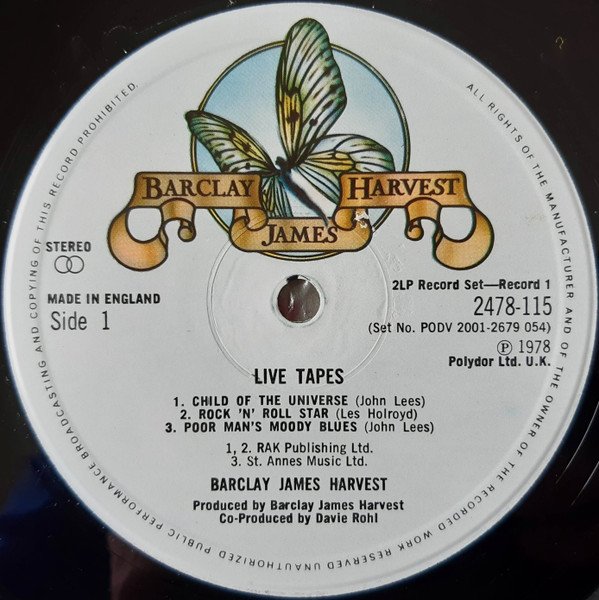 BARCLAY
JAMES
HARVEST
STEREO
MADE IN ENGLAND
Side 1
2LP Record Set—Record 1
2478-115
(Set No. PODV 2001-2679 054)
Ⓟ 1978
Polydor Ltd. U.K.
LIVE TAPES
1. CHILD OF THE UNIVERSE (John Lees)
2. ROCK 'N' ROLL STAR (Les Holroyd)
3. POOR MAN'S MOODY BLUES (John Lees)
1, 2. RAK Publishing Ltd.
3. St. Annes Music Ltd.
BARCLAY JAMES HARVEST
Produced by Barclay James Harvest
Co-Produced by Davie Rohl
ALL RIGHTS OF THE MANUFACTURER AND OF THE OWNER OF THE RECORDED WORK RESERVED UNAUTHORIZED PUBLIC PERFORMANCE BROADCASTING AND COPYING OF THIS RECORD PROHIBITED.